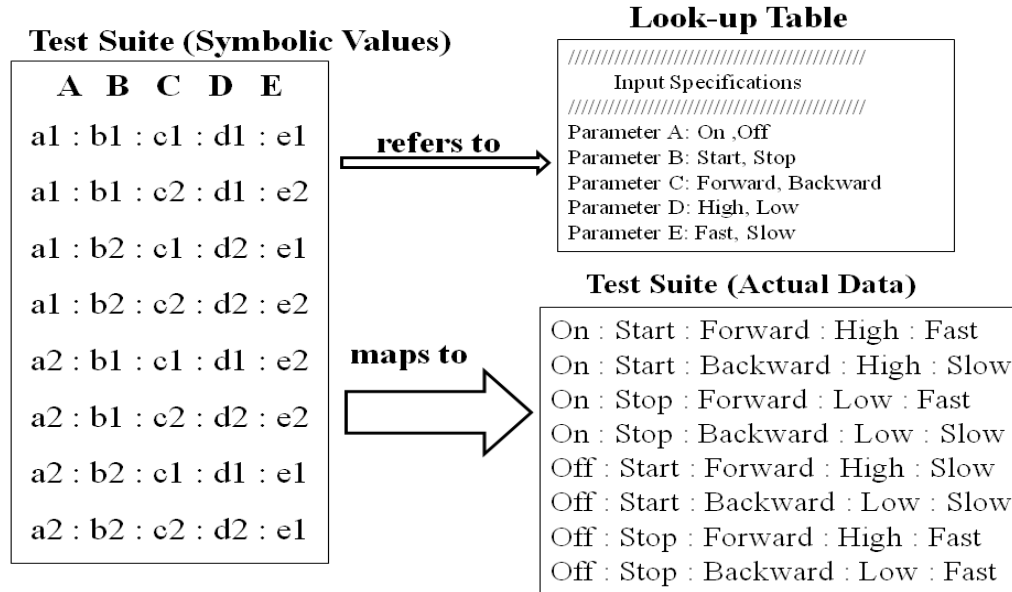 Test Suite (Symbolic Values)
A B C D E
a1 : b1 : c1 : d1 : e1
a1 : b1 : c2 : d1 : e2
a1 : b2 : c1 : d2 : e1
a1 : b2 : c2 : d2 : e2
a2 : b1 : c1 : d1 : e2
a2 : b1 : c2 : d2 : e2
a2 : b2 : c1 : d1 : e1
a2 : b2 : c2 : d2 : e1
refers to
maps to
Look-up Table
/////////////////////////////////////////////
Input Specifications
/////////////////////////////////////////////
Parameter A: On ,Off
Parameter B: Start, Stop
Parameter C: Forward, Backward
Parameter D: High, Low
Parameter E: Fast, Slow
Test Suite (Actual Data)
On : Start : Forward : High : Fast
On : Start : Backward : High : Slow
On : Stop : Forward : Low : Fast
On : Stop : Backward : Low : Slow
Off : Start : Forward : High : Slow
Off : Start : Backward : Low : Slow
Off : Stop : Forward : High : Fast
Off : Stop : Backward : Low : Fast